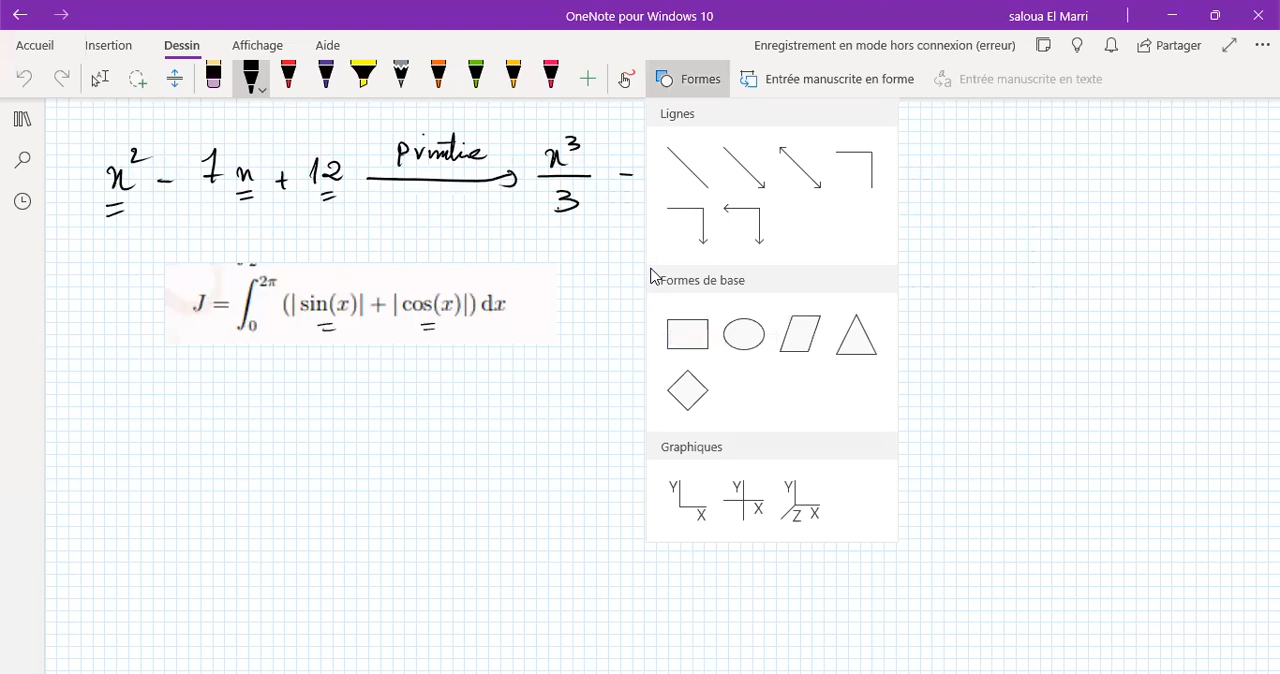 OneNote pour Windows 10
saloua El Marri
Accueil Insertion Dessin Affichage Aide
Enregistrement en mode hors connexion (erreur)
Partager
Formes
Entrée manuscrite en forme
Entrée manuscrite en texte
Lignes
x² - 7x + 12 primitive x³/3 -
Formes de base
J = ∫₀^{2π} (| sin(x)| + | cos(x)|) dx
Graphiques
Y X Y X Y Z X